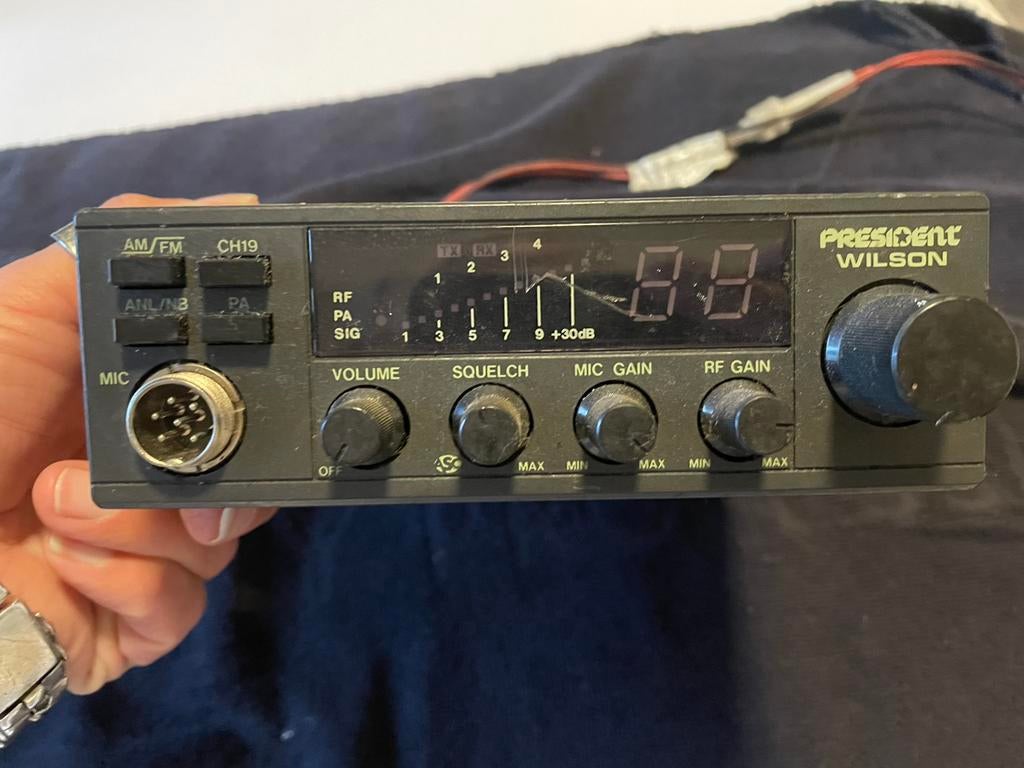 AM/FM CH19
ANL/NB PA
MIC
TX RX
1 2 3 4
RF
PA
SIG
1 3 5 7 9 +30dB
88
PRESIDENT
WILSON
VOLUME SQUELCH MIC GAIN RF GAIN
OFF ASC MAX MIN MAX MIN MAX